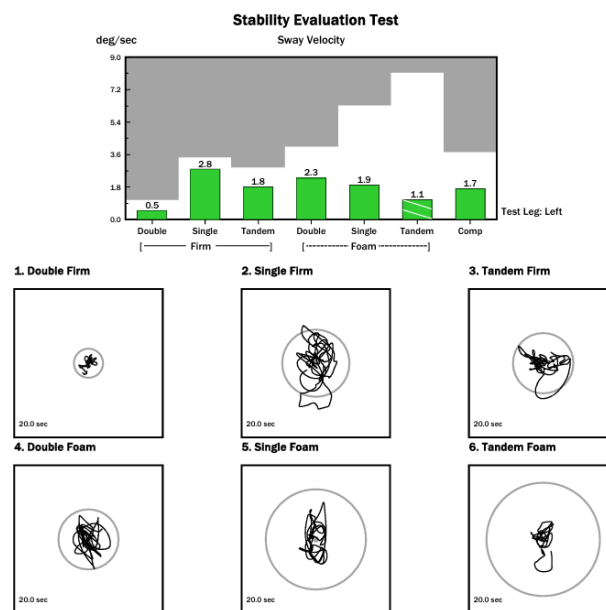 Stability Evaluation Test
deg/sec Sway Velocity
9.0
7.2
5.4
3.6
1.8
0.0
0.5 2.8 1.8 2.3 1.9 1.1 1.7
Test Leg: Left
Double Single Tandem Double Single Tandem Comp
[ Firm ] [ Foam ]
1. Double Firm 2. Single Firm 3. Tandem Firm
20.0 sec 20.0 sec 20.0 sec
4. Double Foam 5. Single Foam 6. Tandem Foam
20.0 sec 20.0 sec 20.0 sec